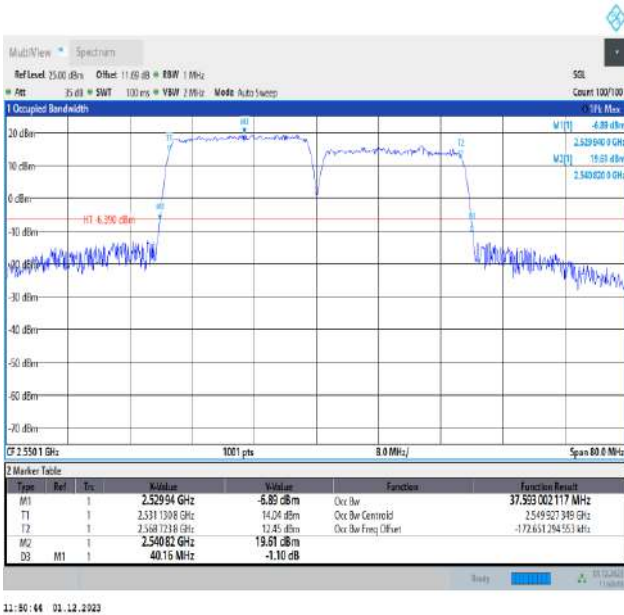 MultiView Spectrum
Ref Level 25.00 dBm Offset 11.69 dB RBW 1 MHz SGL
Att 35 dB SWT 100 ms VBW 2 MHz Mode Auto Sweep Count 100/100
1 Occupied Bandwidth 1Pk Max
M1[1] -6.89 dBm
2.529940 0 GHz
M2[1] 19.61 dBm
2.540820 0 GHz
20 dBm
10 dBm
0 dBm
H1 -6.390 dBm
-10 dBm
-20 dBm
-30 dBm
-40 dBm
-50 dBm
-60 dBm
-70 dBm
T1
M2
T2
M1
CF 2.5501 GHz 1001 pts 8.0 MHz/ Span 80.0 MHz
2 Marker Table
Type Ref Trc X-Value Y-Value Function Function Result
M1 1 2.52994 GHz -6.89 dBm Occ Bw 37.593 002 117 MHz
T1 1 2.531 130 8 GHz 14.04 dBm Occ Bw Centroid 2.549 927 349 GHz
T2 1 2.568 723 8 GHz 12.45 dBm Occ Bw Freq Offset -172.651 294 553 kHz
M2 1 2.54082 GHz 19.61 dBm
D3 M1 1 40.16 MHz -1.10 dB
Ready 01.12.2023
11:50:44 01.12.2023